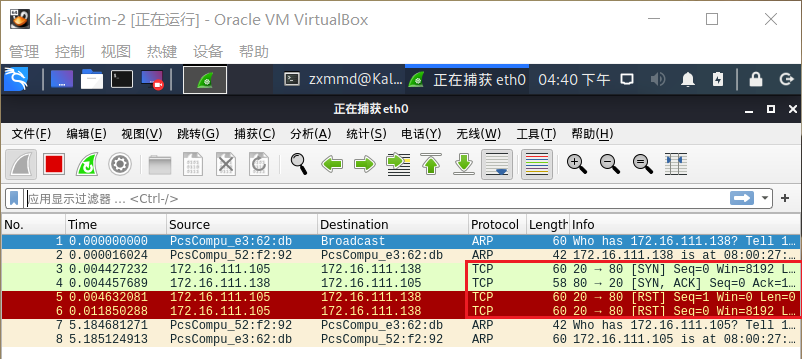 Kali-victim-2 [正在运行] - Oracle VM VirtualBox
管理 控制 视图 热键 设备 帮助
zxmmd@Kal... 正在捕获 eth0 04:40 下午
正在捕获 eth0
文件(F) 编辑(E) 视图(V) 跳转(G) 捕获(C) 分析(A) 统计(S) 电话(Y) 无线(W) 工具(T) 帮助(H)
应用显示过滤器 … <Ctrl-/>
No. Time Source Destination Protocol Length Info
1 0.000000000 PcsCompu_e3:62:db Broadcast ARP 60 Who has 172.16.111.138? Tell 1…
2 0.000016024 PcsCompu_52:f2:92 PcsCompu_e3:62:db ARP 42 172.16.111.138 is at 08:00:27:…
3 0.004427232 172.16.111.105 172.16.111.138 TCP 60 20 → 80 [SYN] Seq=0 Win=8192 L…
4 0.004457689 172.16.111.138 172.16.111.105 TCP 58 80 → 20 [SYN, ACK] Seq=0 Ack=1…
5 0.004632081 172.16.111.105 172.16.111.138 TCP 60 20 → 80 [RST] Seq=1 Win=0 Len=0
6 0.011850288 172.16.111.105 172.16.111.138 TCP 60 20 → 80 [RST] Seq=0 Win=8192 L…
7 5.184681271 PcsCompu_52:f2:92 PcsCompu_e3:62:db ARP 42 Who has 172.16.111.105? Tell 1…
8 5.185124913 PcsCompu_e3:62:db PcsCompu_52:f2:92 ARP 60 172.16.111.105 is at 08:00:27:…